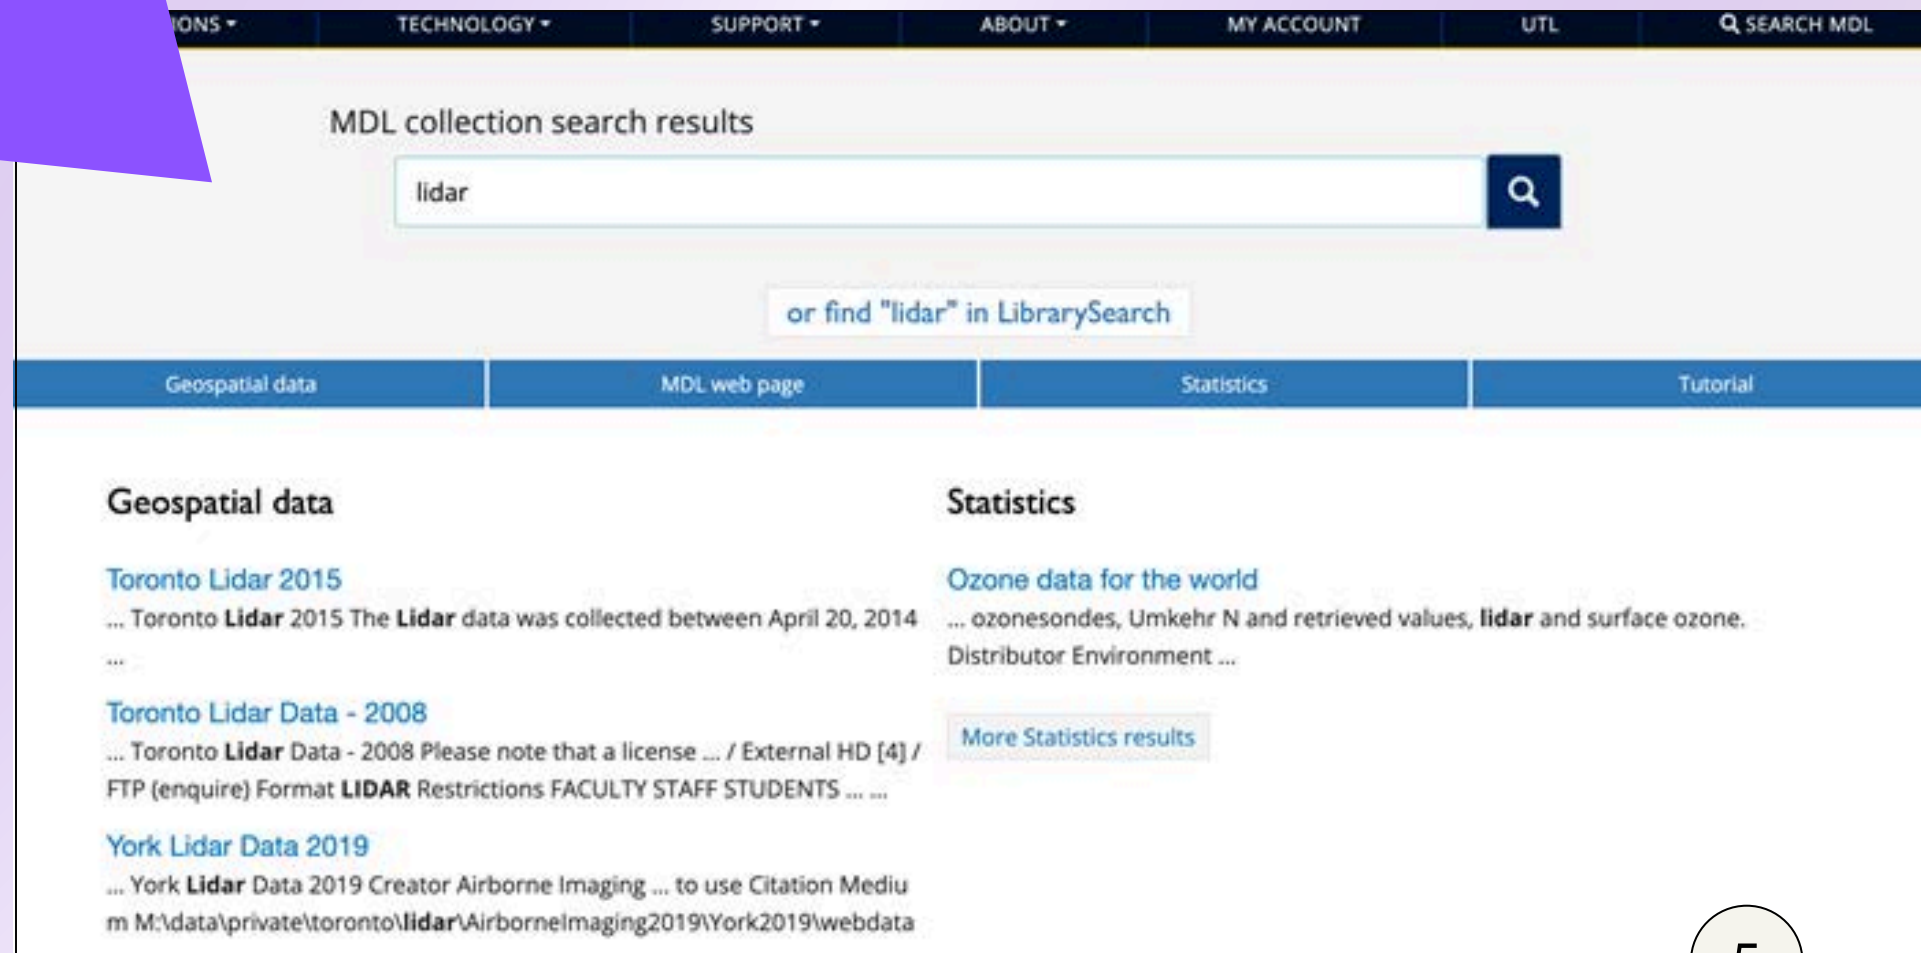 TECHNOLOGY
SUPPORT
ABOUT
MY ACCOUNT
UTL
SEARCH MDL
MDL collection search results
lidar
or find "lidar" in LibrarySearch
Geospatial data
MDL web page
Statistics
Tutorial
Geospatial data
Toronto Lidar 2015
... Toronto Lidar 2015 The Lidar data was collected between April 20, 2014
...
Toronto Lidar Data - 2008
... Toronto Lidar Data - 2008 Please note that a license ... / External HD [4] /
FTP (enquire) Format LIDAR Restrictions FACULTY STAFF STUDENTS ... ...
York Lidar Data 2019
... York Lidar Data 2019 Creator Airborne Imaging ... to use Citation Mediu
m M:\data\private\toronto\lidar\AirborneImaging2019\York2019\webdata
Statistics
Ozone data for the world
... ozonesondes, Umkehr N and retrieved values, lidar and surface ozone.
Distributor Environment ...
More Statistics results